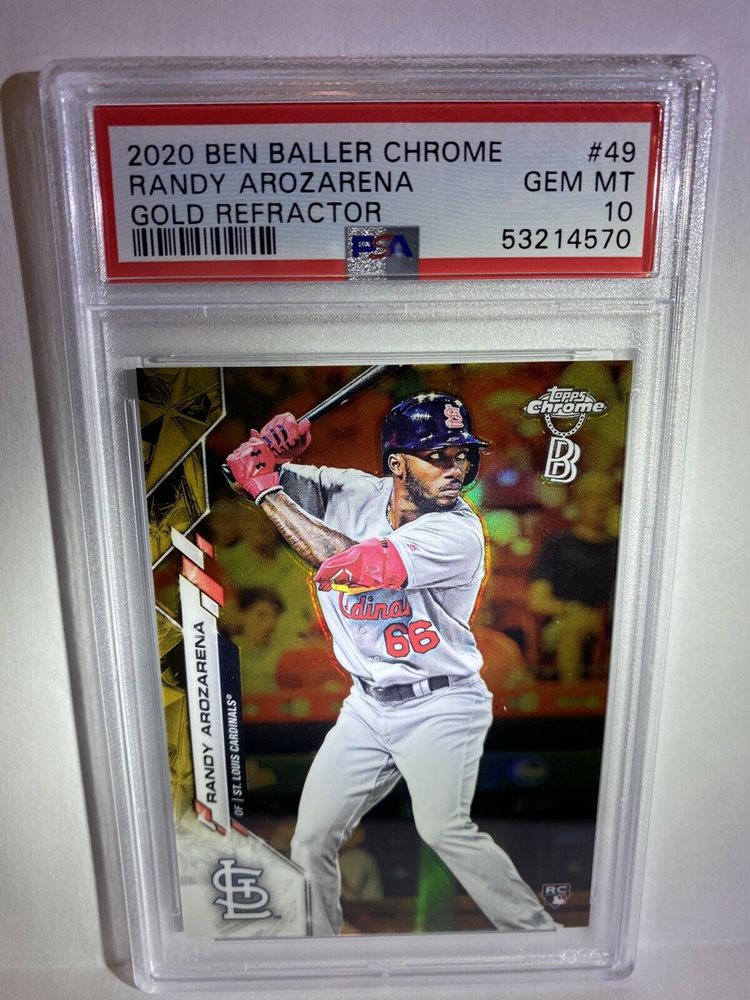 2020 BEN BALLER CHROME #49
RANDY AROZARENA GEM MT
GOLD REFRACTOR 10
PSA 53214570
Topps
Chrome
BB
StL
Cardinals
66
RANDY AROZARENA
OF | ST. LOUIS CARDINALS®
StL™
RC